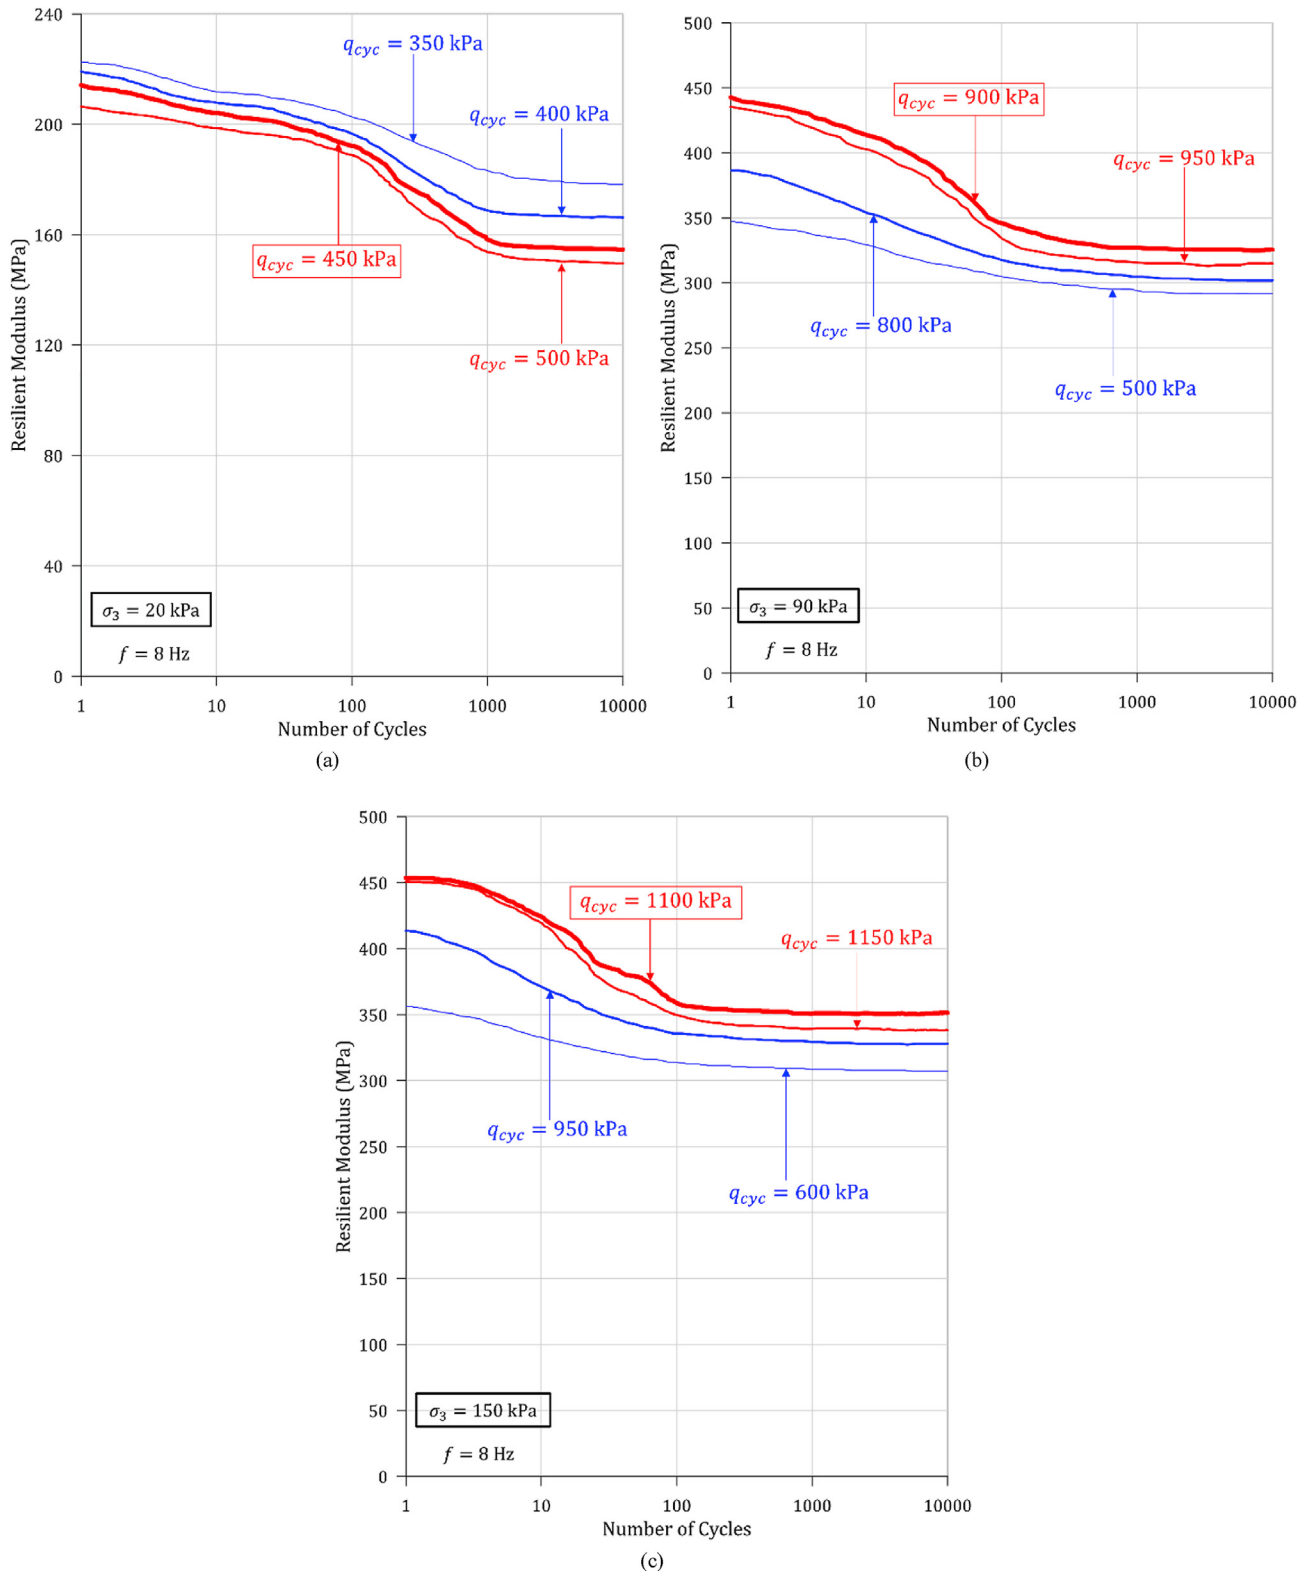 240
200
160
120
80
40
0
Resilient Modulus (MPa)
q_cyc = 350 kPa
q_cyc = 400 kPa
q_cyc = 450 kPa
q_cyc = 500 kPa
σ₃ = 20 kPa
f = 8 Hz
1 10 100 1000 10000
Number of Cycles
(a)
500
450
400
350
300
250
200
150
100
50
0
Resilient Modulus (MPa)
q_cyc = 900 kPa
q_cyc = 950 kPa
q_cyc = 800 kPa
q_cyc = 500 kPa
σ₃ = 90 kPa
f = 8 Hz
1 10 100 1000 10000
Number of Cycles
(b)
500
450
400
350
300
250
200
150
100
50
0
Resilient Modulus (MPa)
q_cyc = 1100 kPa
q_cyc = 1150 kPa
q_cyc = 950 kPa
q_cyc = 600 kPa
σ₃ = 150 kPa
f = 8 Hz
1 10 100 1000 10000
Number of Cycles
(c)